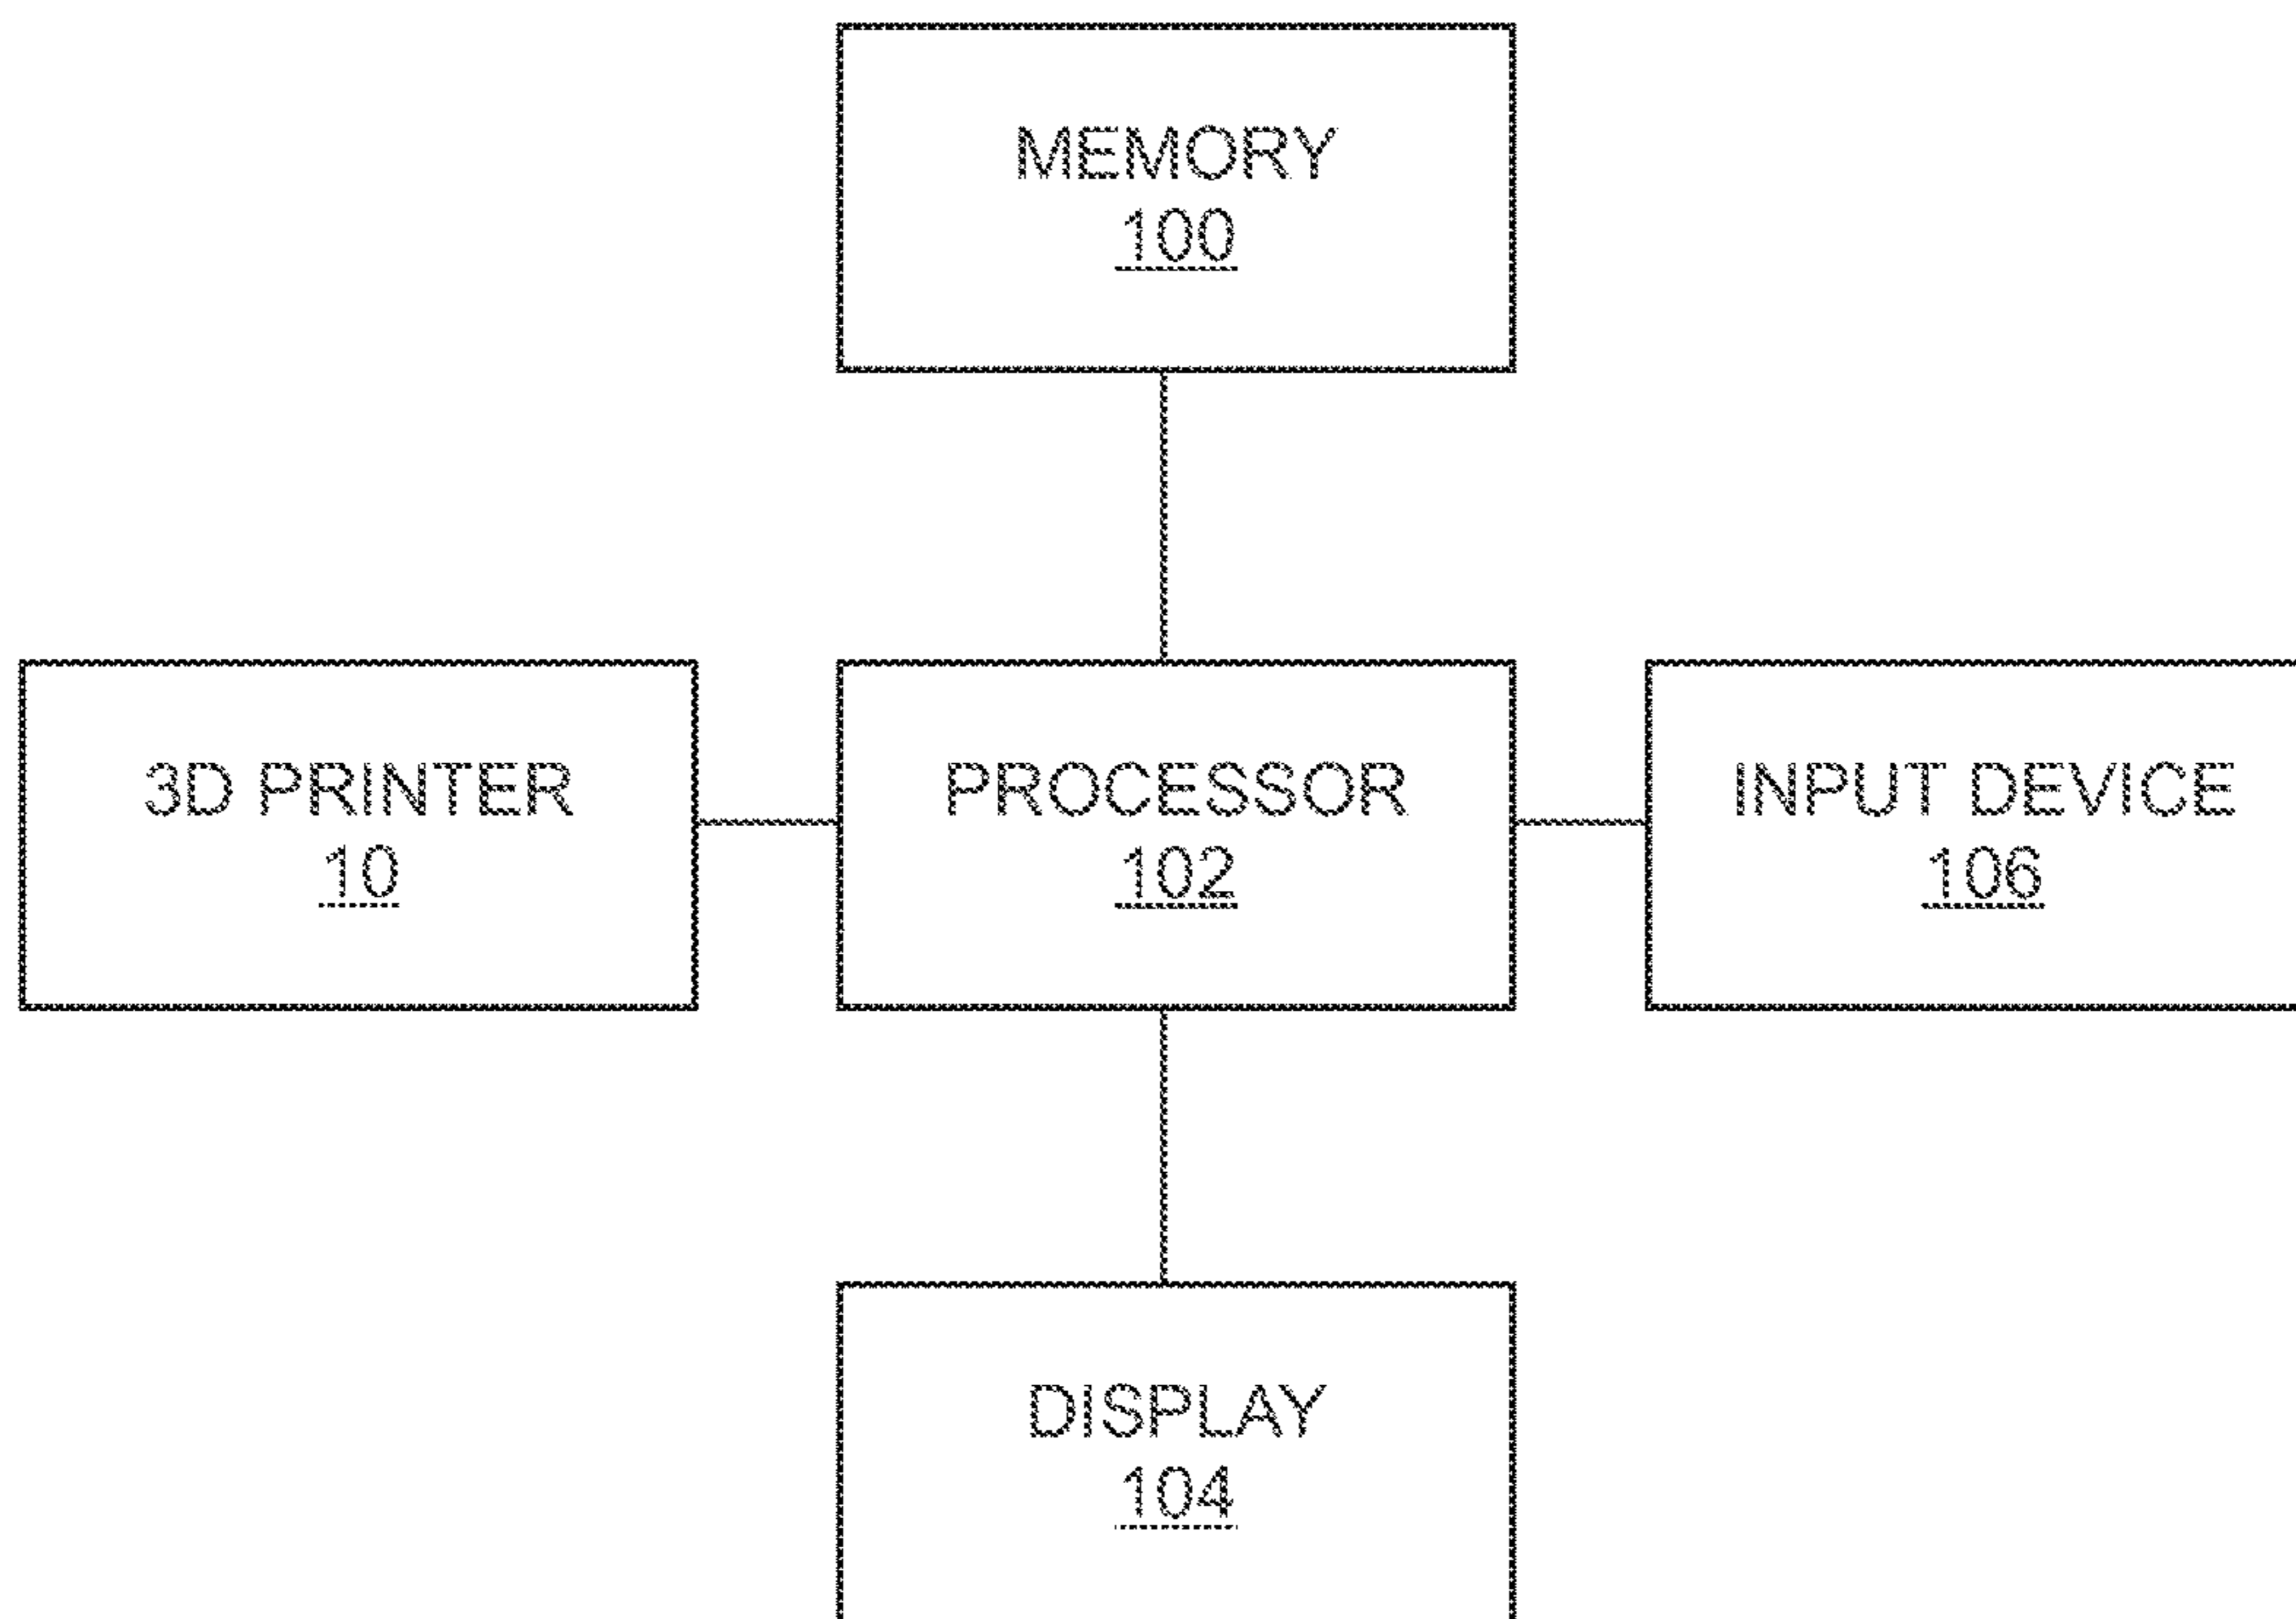 MEMORY
100
3D PRINTER
10
PROCESSOR
102
INPUT DEVICE
106
DISPLAY
104